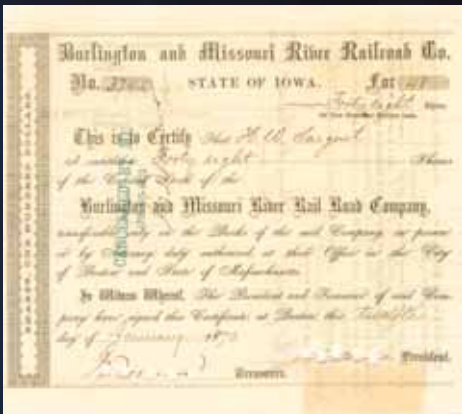 Burlington and Missouri River Railroad Co.
No. STATE OF IOWA. For 48
Forty eight
This is to Certify that H. W. Sargent
is entitled Forty eight Shares
of the Capital Stock of the
Burlington and Missouri River Rail Road Company,
transferable only on the Books of the said Company in person
or by Attorney duly authorized at their Office in the City
of Boston and State of Massachusetts.
In Witness Whereof, The President and Treasurer of said Com-
pany have signed this Certificate at Boston this twelfth
day of January
President.
Treasurer.